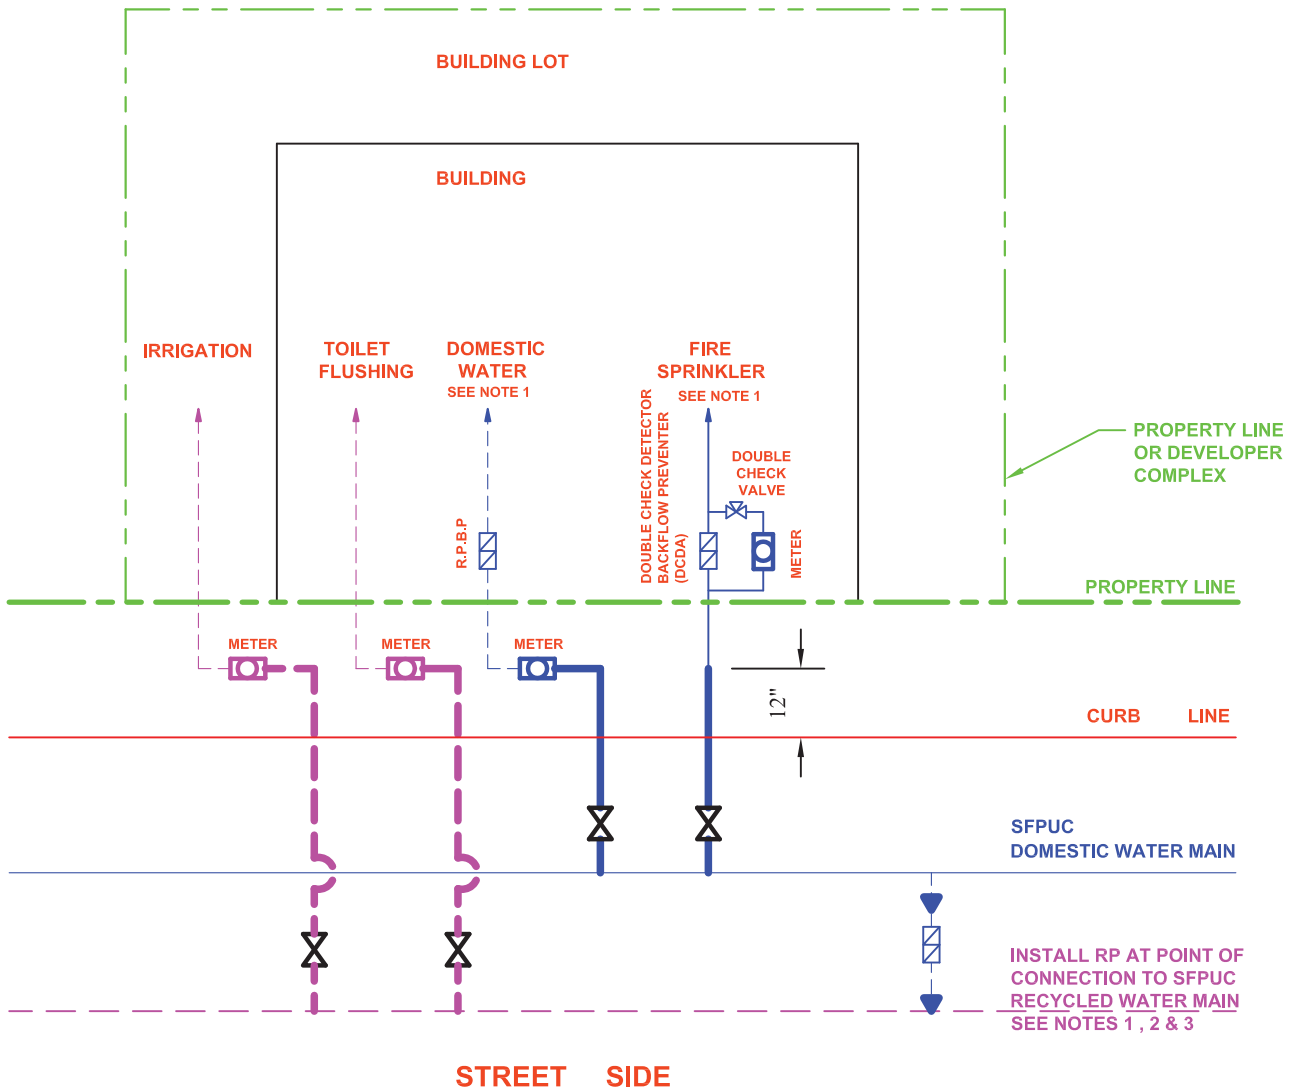 BUILDING LOT
BUILDING
IRRIGATION
TOILET
FLUSHING
DOMESTIC
WATER
SEE NOTE 1
FIRE
SPRINKLER
SEE NOTE 1
PROPERTY LINE
OR DEVELOPER
COMPLEX
R.P.B.P
DOUBLE CHECK DETECTOR
BACKFLOW PREVENTER
(DCDA)
DOUBLE
CHECK
VALVE
METER
PROPERTY LINE
METER
METER
METER
12"
CURB LINE
SFPUC
DOMESTIC WATER MAIN
INSTALL RP AT POINT OF
CONNECTION TO SFPUC
RECYCLED WATER MAIN
SEE NOTES 1 , 2 & 3
STREET SIDE